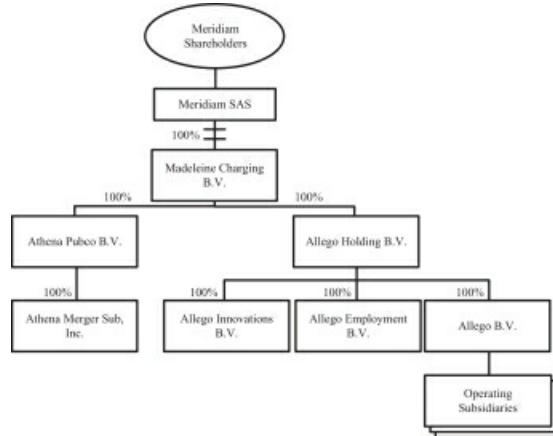 Meridiam
Shareholders
Meridiam SAS
100%
Madeleine Charging
B.V.
100%
100%
Athena Pubco B.V.
Allego Holding B.V.
100%
100%
100%
100%
Athena Merger Sub,
Inc.
Allego Innovations
B.V.
Allego Employment
B.V.
Allego B.V.
Operating
Subsidiaries